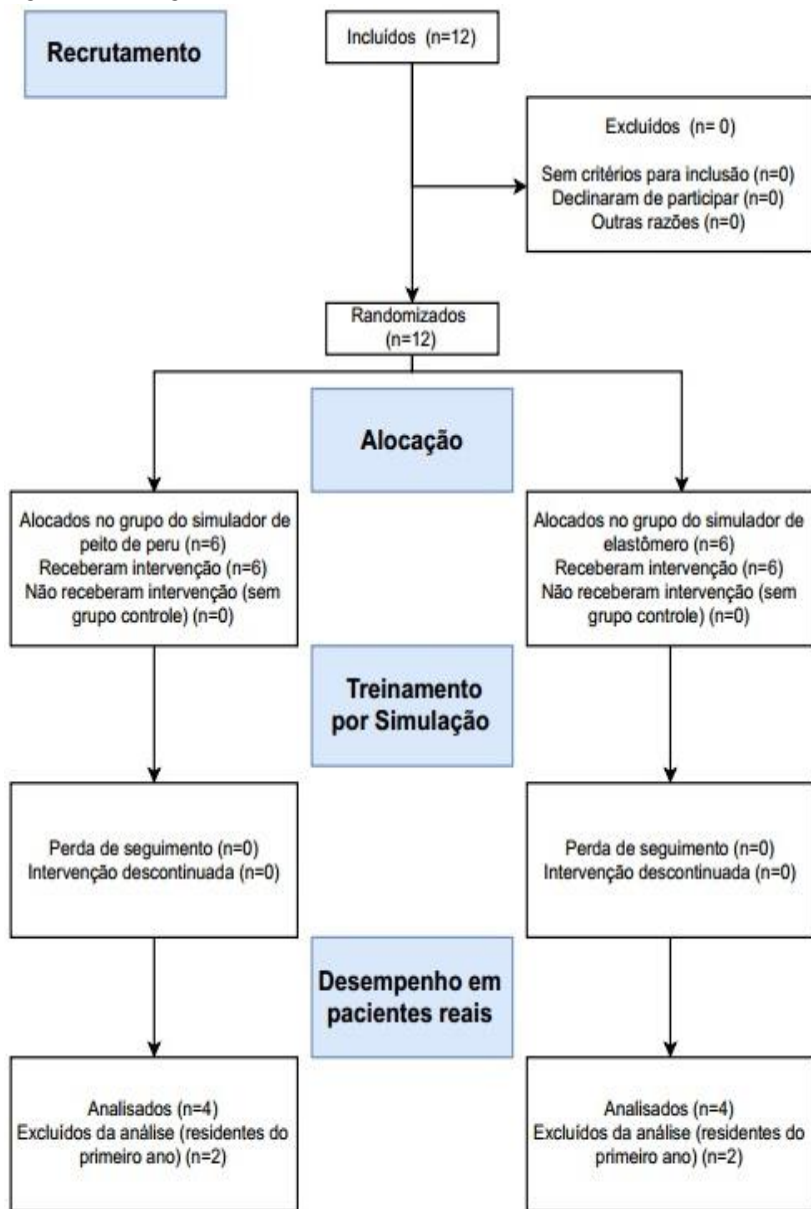 Recrutamento
Incluídos (n=12)
Excluídos (n= 0)
Sem critérios para inclusão (n=0)
Declinaram de participar (n=0)
Outras razões (n=0)
Randomizados
(n=12)
Alocação
Alocados no grupo do simulador de
peito de peru (n=6)
Receberam intervenção (n=6)
Não receberam intervenção (sem
grupo controle) (n=0)
Alocados no grupo do simulador de
elastômero (n=6)
Receberam intervenção (n=6)
Não receberam intervenção (sem
grupo controle) (n=0)
Treinamento
por Simulação
Perda de seguimento (n=0)
Intervenção descontinuada (n=0)
Perda de seguimento (n=0)
Intervenção descontinuada (n=0)
Desempenho em
pacientes reais
Analisados (n=4)
Excluídos da análise (residentes do
primeiro ano) (n=2)
Analisados (n=4)
Excluídos da análise (residentes do
primeiro ano) (n=2)